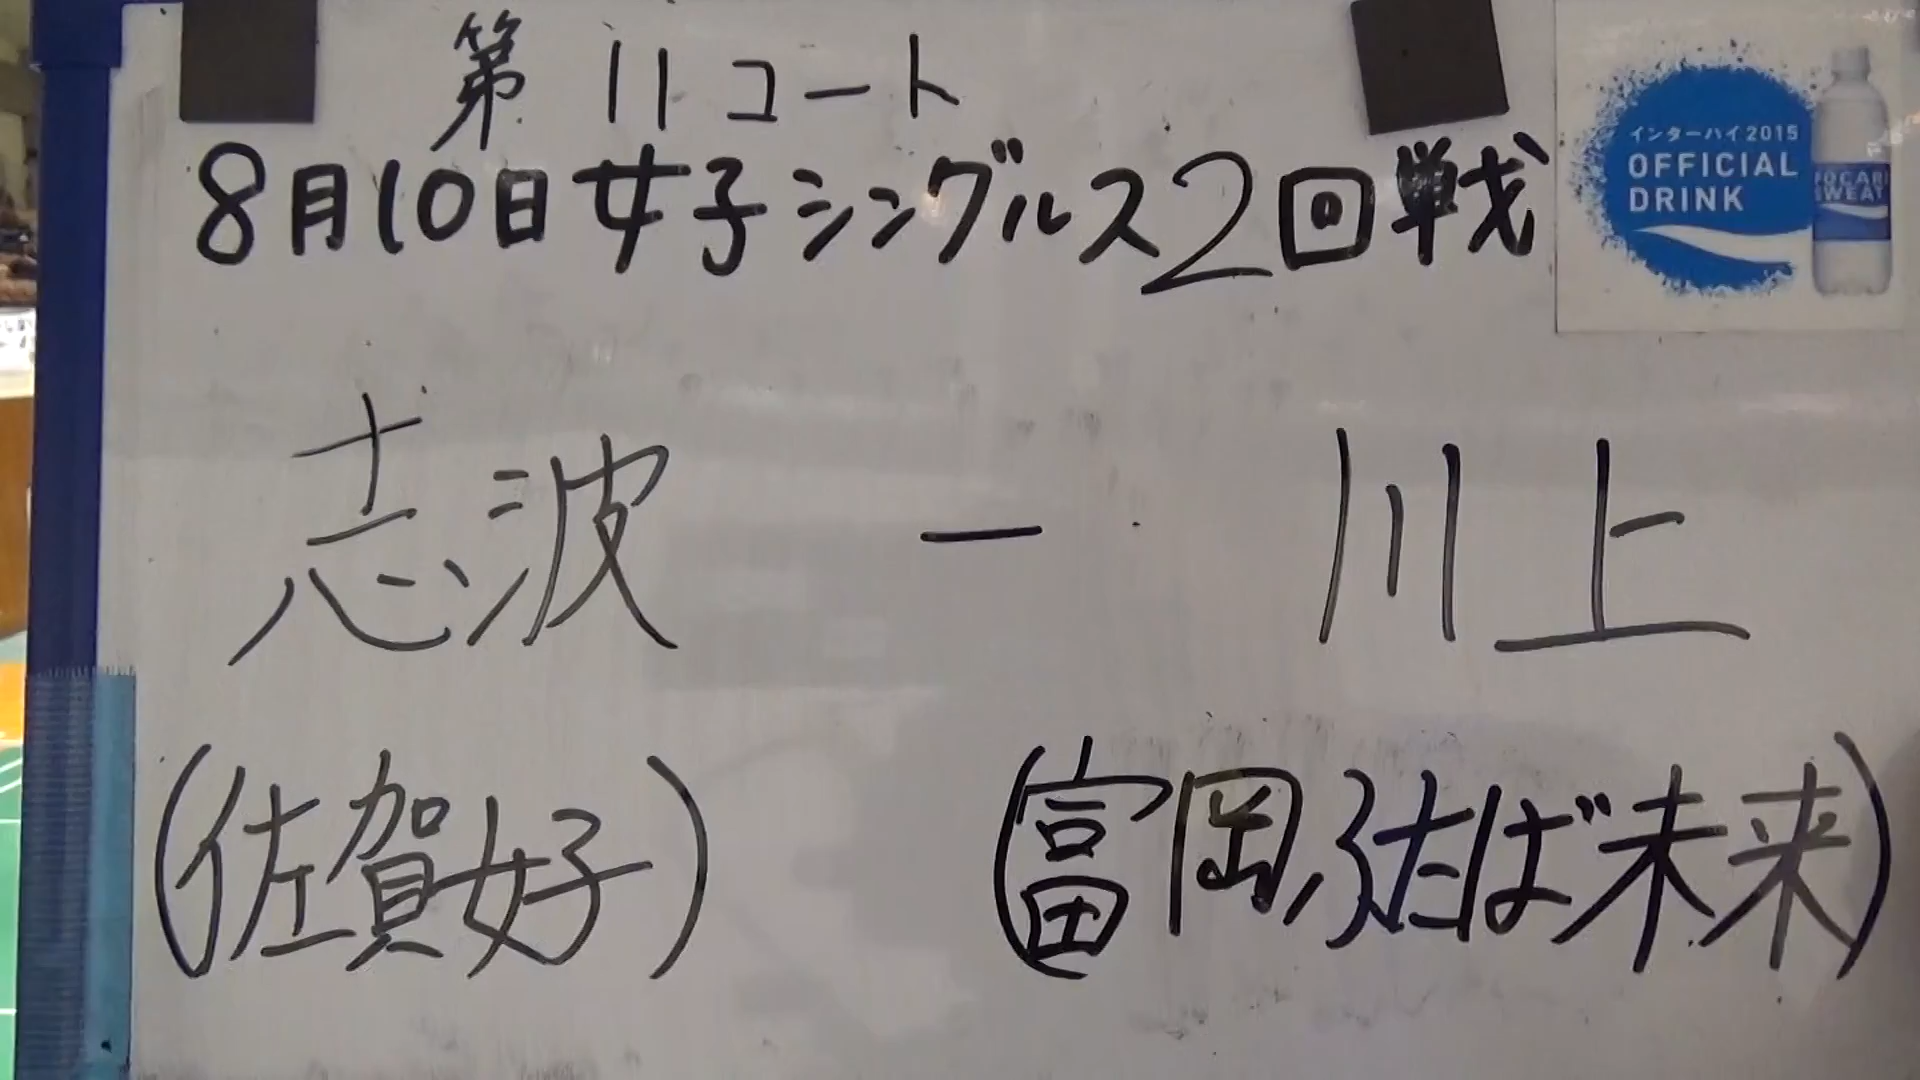 第11コート
8月10日女子シングルス2回戦
インターハイ2015
OFFICIAL
DRINK
POCARI
SWEAT
志波 ー 川上
(佐賀女子) (富岡ふたば未来)